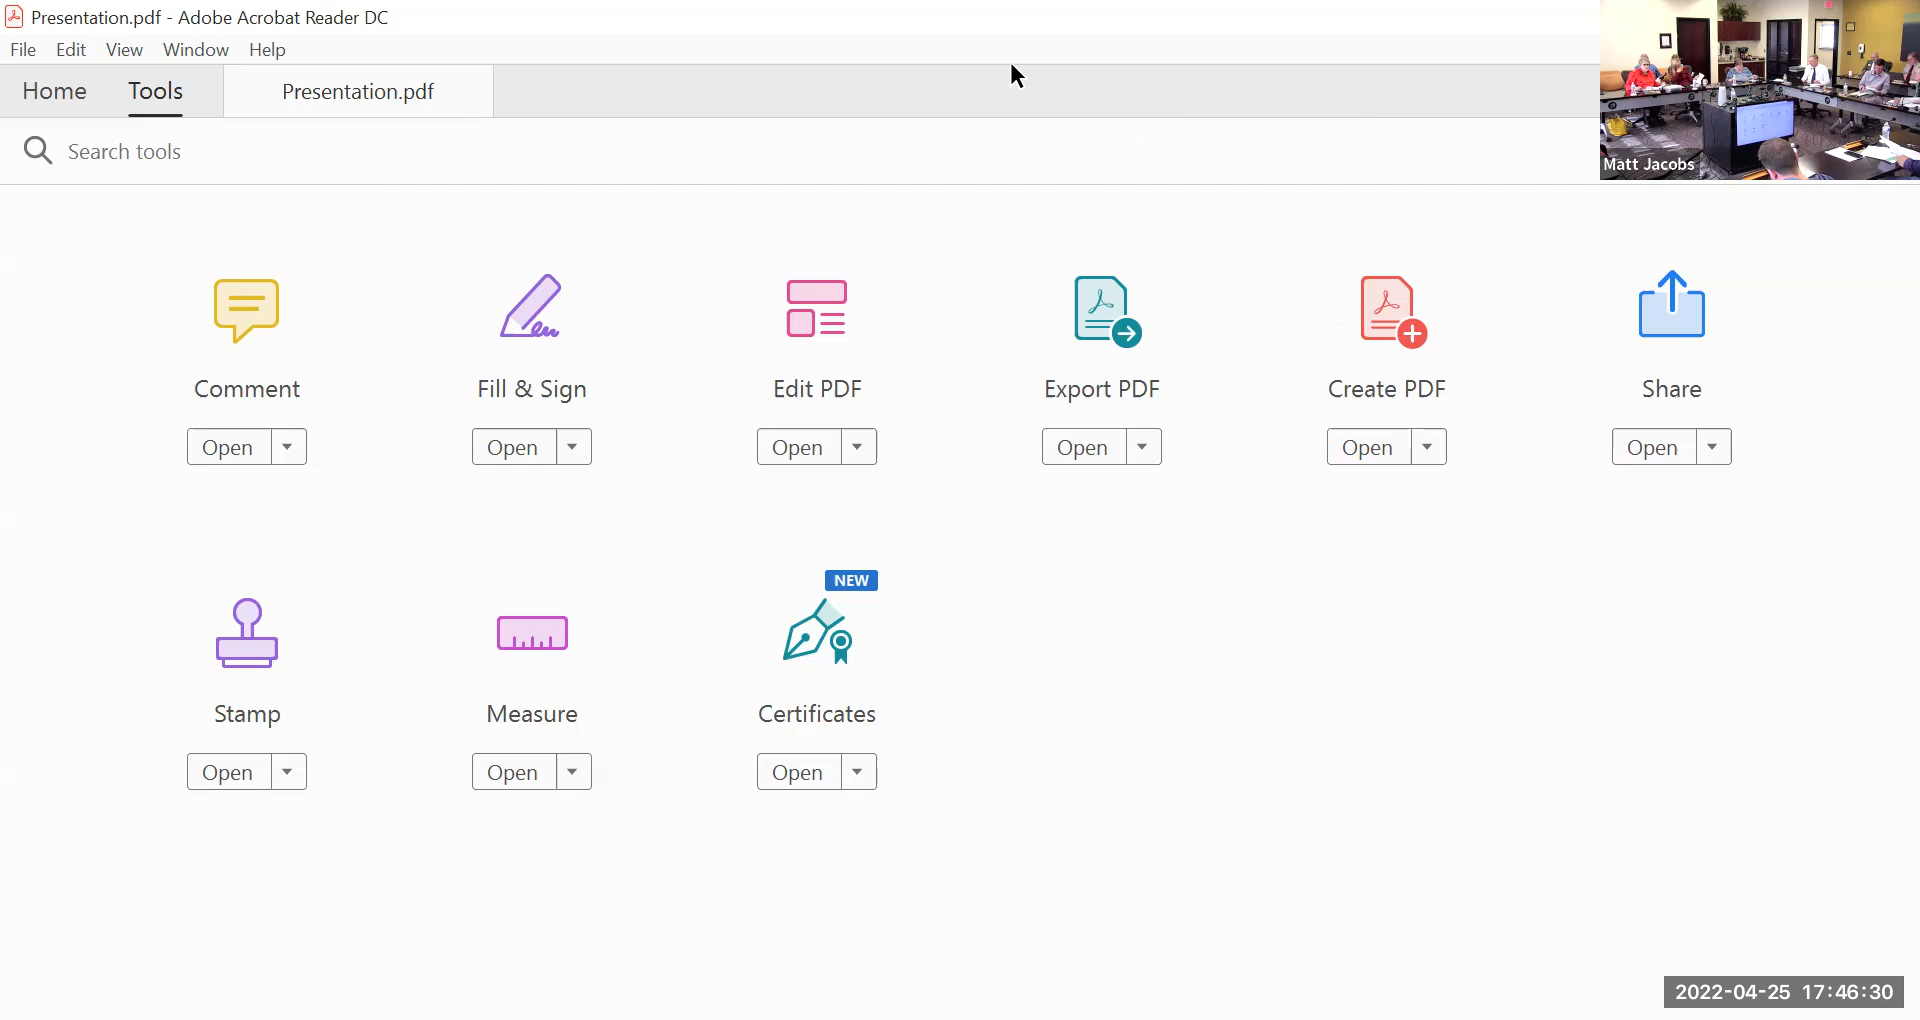 Presentation.pdf - Adobe Acrobat Reader DC
File Edit View Window Help
Home Tools Presentation.pdf
Search tools
Matt Jacobs
Comment Fill & Sign Edit PDF Export PDF Create PDF Share
Open Open Open Open Open Open
NEW
Stamp Measure Certificates
Open Open Open
2022-04-25 17:46:30